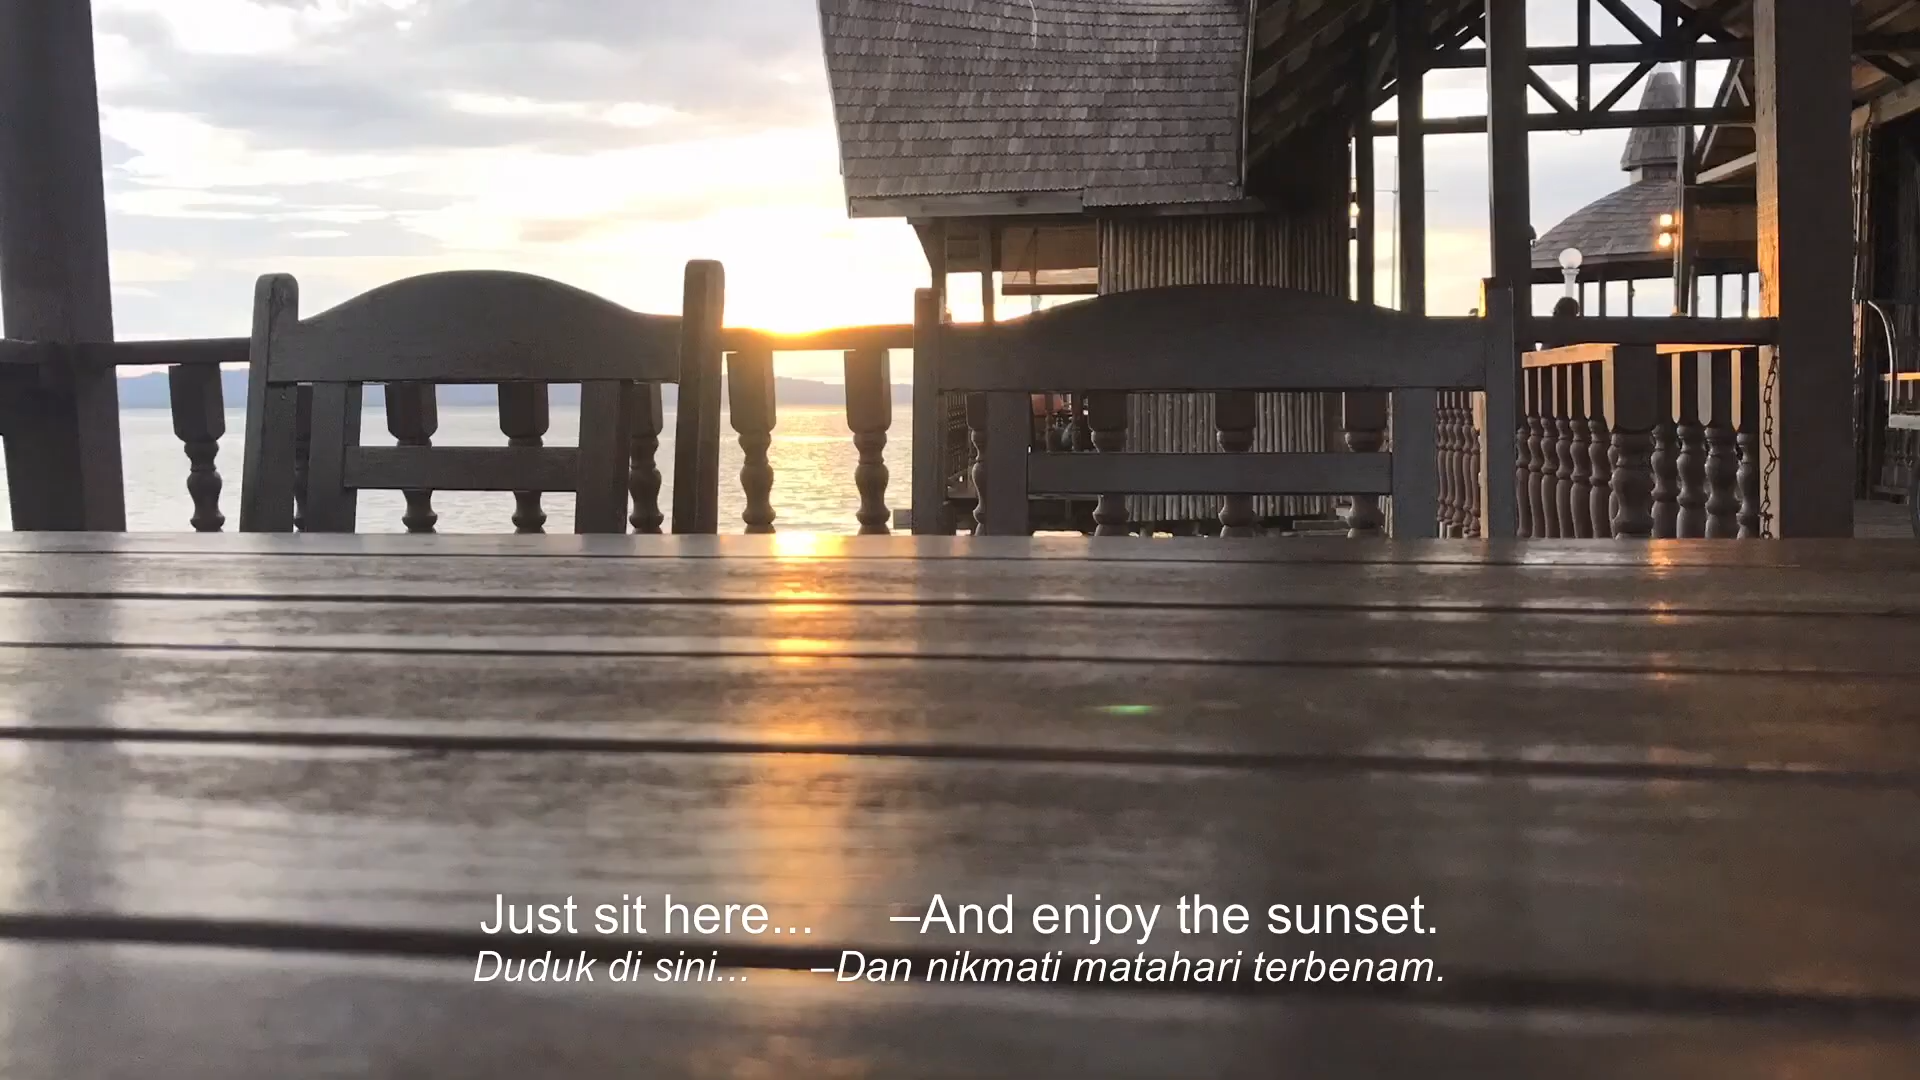 Just sit here... –And enjoy the sunset.
Duduk di sini... –Dan nikmati matahari terbenam.